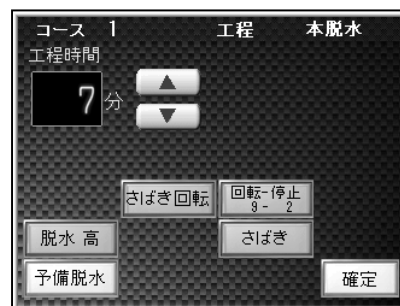 コース 1 工程 本脱水
工程時間
7 分
▲
▼
さばき回転
回転-停止
9- 2
脱水 高
さばき
予備脱水
確定